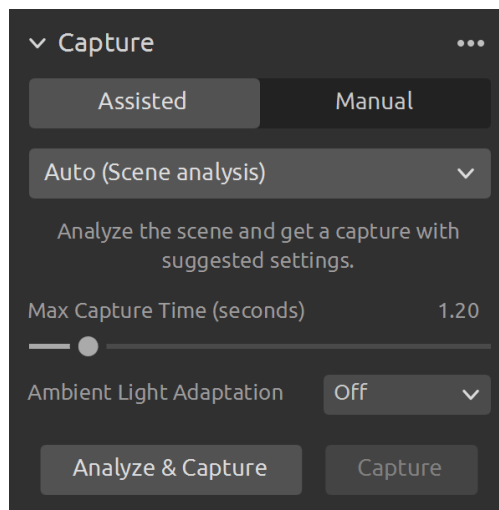 Capture
Assisted Manual
Auto (Scene analysis)
Analyze the scene and get a capture with
suggested settings.
Max Capture Time (seconds) 1.20
Ambient Light Adaptation Off
Analyze & Capture Capture